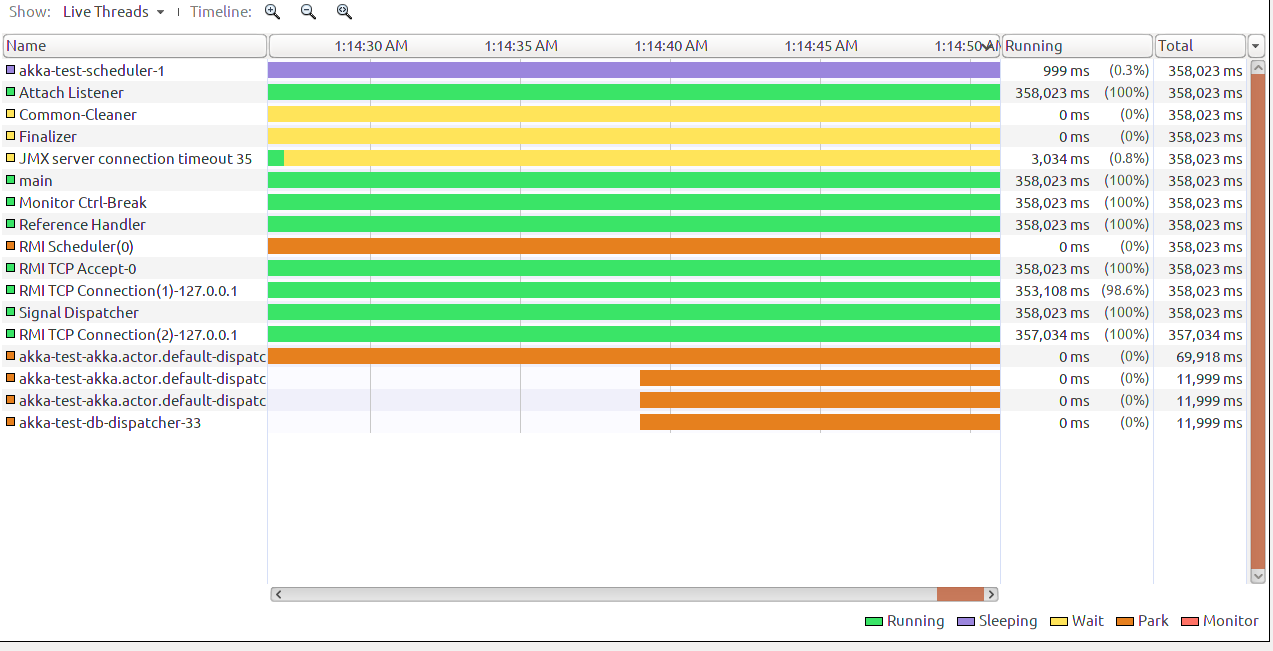 Show: Live Threads Timeline:
Name 1:14:30 AM 1:14:35 AM 1:14:40 AM 1:14:45 AM 1:14:50 AM Running Total
akka-test-scheduler-1 999 ms (0.3%) 358,023 ms
Attach Listener 358,023 ms (100%) 358,023 ms
Common-Cleaner 0 ms (0%) 358,023 ms
Finalizer 0 ms (0%) 358,023 ms
JMX server connection timeout 35 3,034 ms (0.8%) 358,023 ms
main 358,023 ms (100%) 358,023 ms
Monitor Ctrl-Break 358,023 ms (100%) 358,023 ms
Reference Handler 358,023 ms (100%) 358,023 ms
RMI Scheduler(0) 0 ms (0%) 358,023 ms
RMI TCP Accept-0 358,023 ms (100%) 358,023 ms
RMI TCP Connection(1)-127.0.0.1 353,108 ms (98.6%) 358,023 ms
Signal Dispatcher 358,023 ms (100%) 358,023 ms
RMI TCP Connection(2)-127.0.0.1 357,034 ms (100%) 357,034 ms
akka-test-akka.actor.default-dispatc 0 ms (0%) 69,918 ms
akka-test-akka.actor.default-dispatc 0 ms (0%) 11,999 ms
akka-test-akka.actor.default-dispatc 0 ms (0%) 11,999 ms
akka-test-db-dispatcher-33 0 ms (0%) 11,999 ms
Running Sleeping Wait Park Monitor